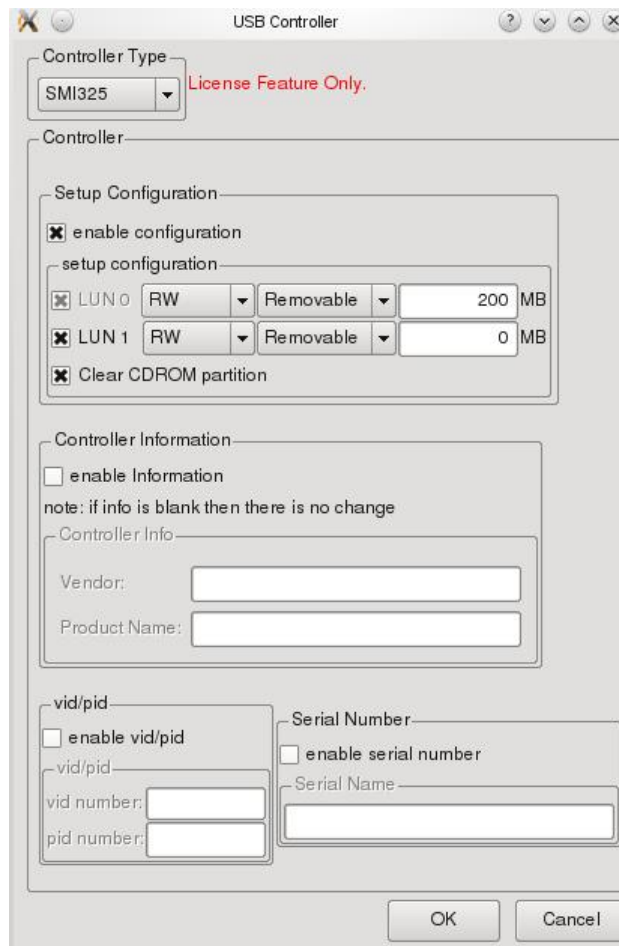 USB Controller
Controller Type
SMI325
License Feature Only.
Controller
Setup Configuration
enable configuration
setup configuration
LUN 0 RW Removable 200 MB
LUN 1 RW Removable 0 MB
Clear CDROM partition
Controller Information
enable Information
note: if info is blank then there is no change
Controller Info
Vendor:
Product Name:
vid/pid
enable vid/pid
vid/pid
vid number:
pid number:
Serial Number
enable serial number
Serial Name
OK Cancel